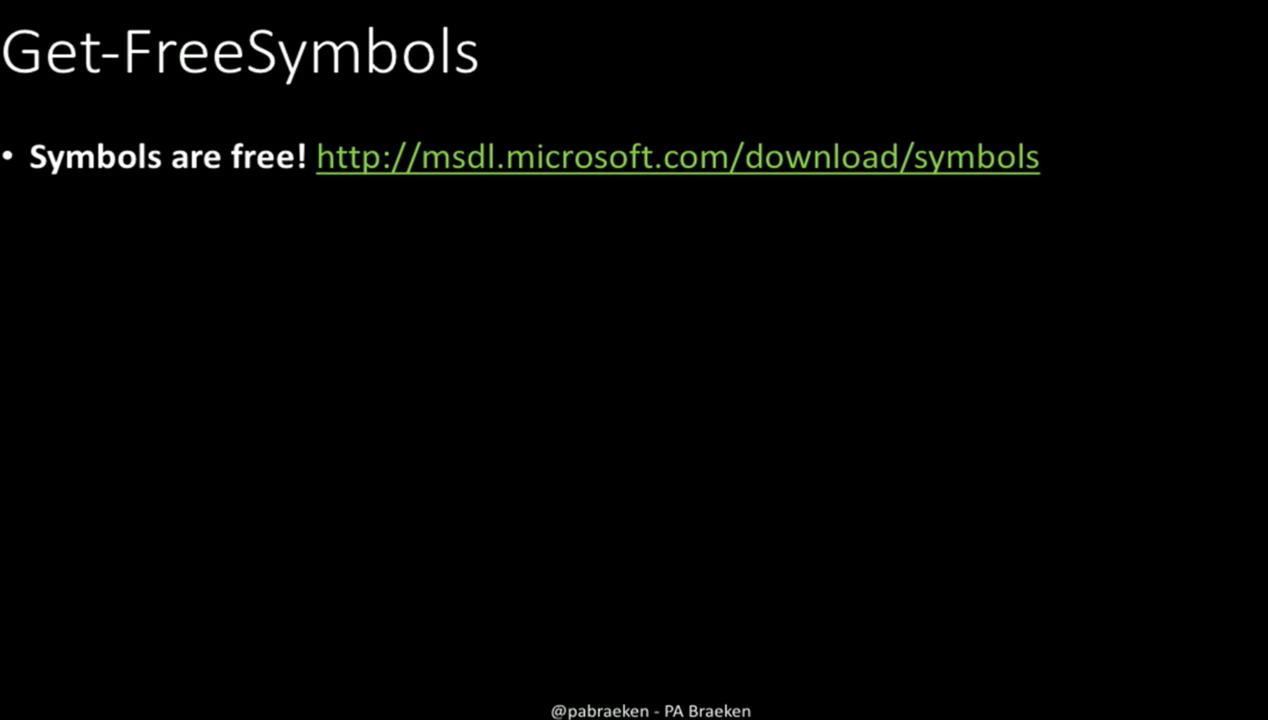 Get-FreeSymbols
• Symbols are free! http://msdl.microsoft.com/download/symbols
@pabraeken - PA Braeken